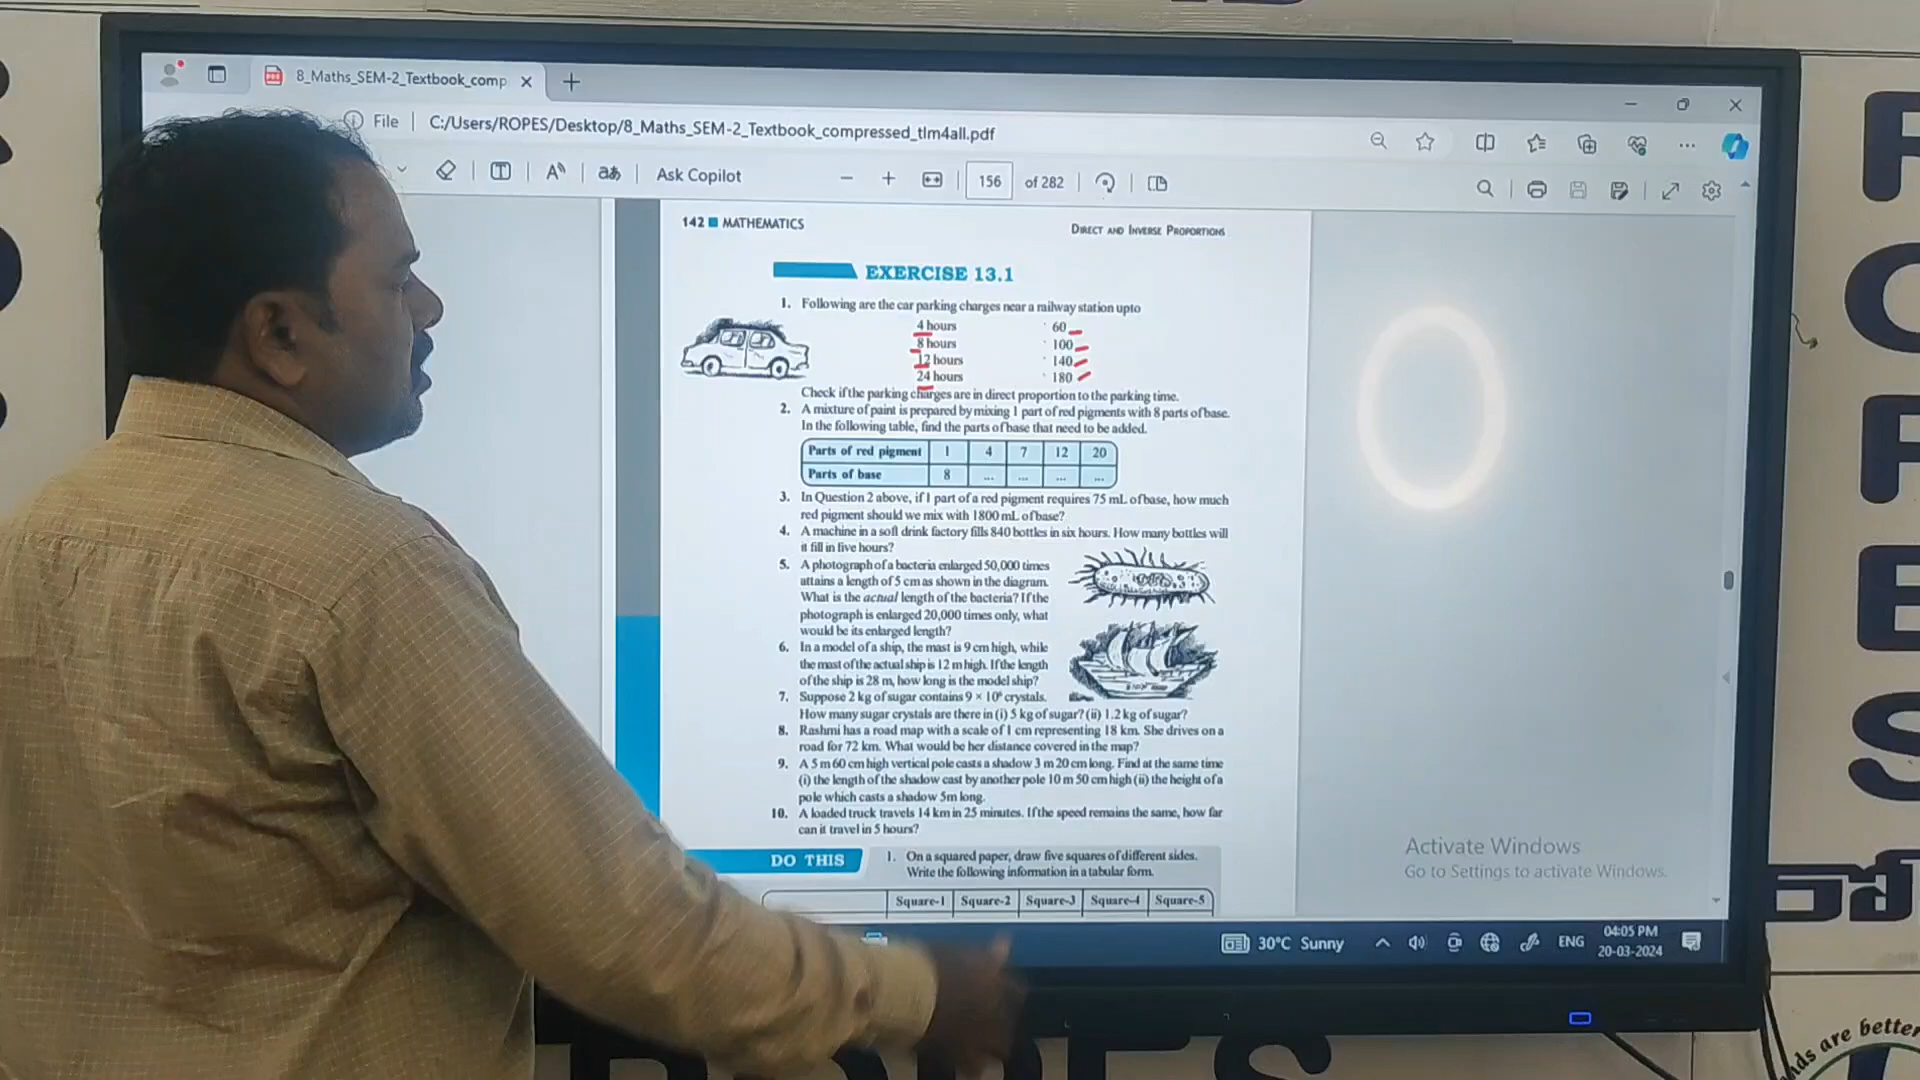 8_Maths_SEM-2_Textbook_comp
File
C:/Users/ROPES/Desktop/8_Maths_SEM-2_Textbook_compressed_tlm4all.pdf
Ask Copilot
156
of 282
142 MATHEMATICS
DIRECT AND INVERSE PROPORTIONS
EXERCISE 13.1
1. Following are the car parking charges near a railway station upto
4 hours 60
8 hours 100
12 hours 140
24 hours 180
Check if the parking charges are in direct proportion to the parking time.
2. A mixture of paint is prepared by mixing 1 part of red pigments with 8 parts of base.
In the following table, find the parts of base that need to be added.
Parts of red pigment 1 4 7 12 20
Parts of base 8 ... ... ... ...
3. In Question 2 above, if 1 part of a red pigment requires 75 mL of base, how much
red pigment should we mix with 1800 mL of base?
4. A machine in a soft drink factory fills 840 bottles in six hours. How many bottles will
it fill in five hours?
5. A photograph of a bacteria enlarged 50,000 times
attains a length of 5 cm as shown in the diagram.
What is the actual length of the bacteria? If the
photograph is enlarged 20,000 times only, what
would be its enlarged length?
6. In a model of a ship, the mast is 9 cm high, while
the mast of the actual ship is 12 m high. If the length
of the ship is 28 m, how long is the model ship?
7. Suppose 2 kg of sugar contains 9 × 10⁶ crystals.
How many sugar crystals are there in (i) 5 kg of sugar? (ii) 1.2 kg of sugar?
8. Rashmi has a road map with a scale of 1 cm representing 18 km. She drives on a
road for 72 km. What would be her distance covered in the map?
9. A 5 m 60 cm high vertical pole casts a shadow 3 m 20 cm long. Find at the same time
(i) the length of the shadow cast by another pole 10 m 50 cm high (ii) the height of a
pole which casts a shadow 5m long.
10. A loaded truck travels 14 km in 25 minutes. If the speed remains the same, how far
can it travel in 5 hours?
DO THIS
1. On a squared paper, draw five squares of different sides.
Write the following information in a tabular form.
Square-1 Square-2 Square-3 Square-4 Square-5
Activate Windows
Go to Settings to activate Windows.
30°C Sunny
ENG
04:05 PM
20-03-2024
are better